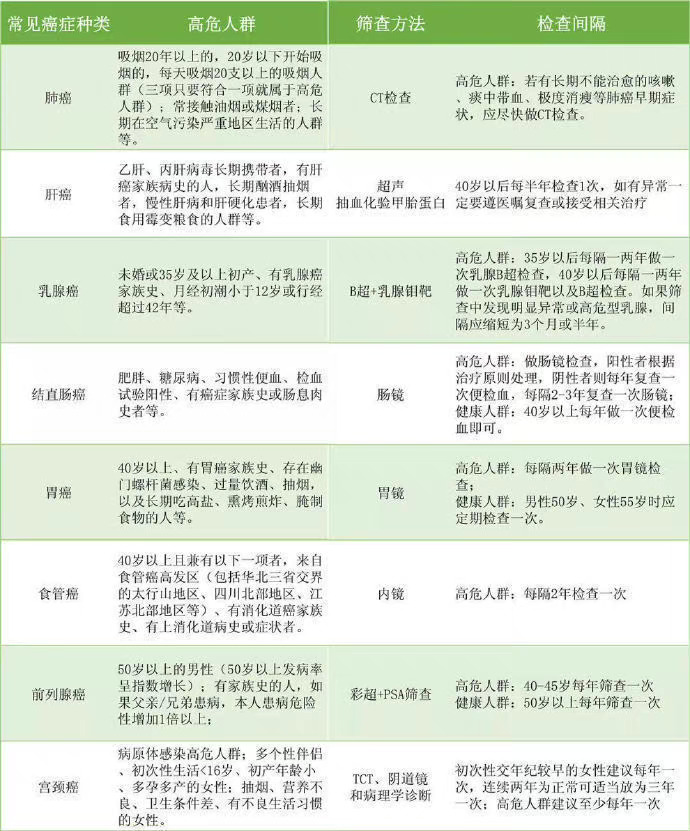 常见癌症种类
高危人群
筛查方法
检查间隔
肺癌
吸烟20年以上的，20岁以下开始吸
烟的，每天吸烟20支以上的吸烟人
群（三项只要符合一项就属于高危
人群）；常接触油烟或煤烟者；长
期在空气污染严重地区生活的人群
等。
CT检查
高危人群：若有长期不能治愈的咳嗽
、痰中带血、极度消瘦等肺癌早期症
状，应尽快做CT检查。
肝癌
乙肝、丙肝病毒长期携带者，有肝
癌家族病史的人，长期酗酒抽烟
者，慢性肝病和肝硬化患者，长期
食用霉变粮食的人群等。
超声
抽血化验甲胎蛋白
40岁以后每半年检查1次，如有异常一
定要遵医嘱复查或接受相关治疗
乳腺癌
未婚或35岁及以上初产、有乳腺癌
家族史、月经初潮小于12岁或行经
超过42年等。
B超+乳腺钼靶
高危人群：35岁以后每隔一两年做一
次乳腺B超检查，40岁以后每隔一两年
做一次乳腺钼靶以及B超检查。如果筛
查中发现明显异常或高危型乳腺，间
隔应缩短为3个月或半年。
结直肠癌
肥胖、糖尿病、习惯性便血、检血
试验阳性、有癌症家族史或肠息肉
史者等。
肠镜
高危人群：做肠镜检查，阳性者根据
治疗原则处理，阴性者则每年复查一
次便检血，每隔2-3年复查一次肠镜；
健康人群：40岁以上每年做一次便检
血即可。
胃癌
40岁以上、有胃癌家族史、存在幽
门螺杆菌感染、过量饮酒、抽烟，
以及长期吃高盐、熏烤煎炸、腌制
食物的人等。
胃镜
高危人群：每隔两年做一次胃镜检
查；
健康人群：男性50岁、女性55岁时应
定期检查一次。
食管癌
40岁以上且兼有以下一项者，来自
食管癌高发区（包括华北三省交界
的太行山地区、四川北部地区、江
苏北部地区等）、有消化道癌家族
史、有上消化道病史或症状者。
内镜
高危人群：每隔2年检查一次
前列腺癌
50岁以上的男性（50岁以上发病率
呈指数增长）；有家族史的人，如
果父亲/兄弟患病，本人患病危险
性增加1倍以上；
彩超+PSA筛查
高危人群：40-45岁每年筛查一次
健康人群：50岁以上每年筛查一次
宫颈癌
病原体感染高危人群；多个性伴侣
、初次性生活<16岁、初产年龄小
、多孕多产的女性；抽烟、营养不
良、卫生条件差、有不良生活习惯
的女性。
TCT、阴道镜
和病理学诊断
初次性交年纪较早的女性建议每年一
次，连续两年为正常可适当放为三年
一次；高危人群建议至少每年一次